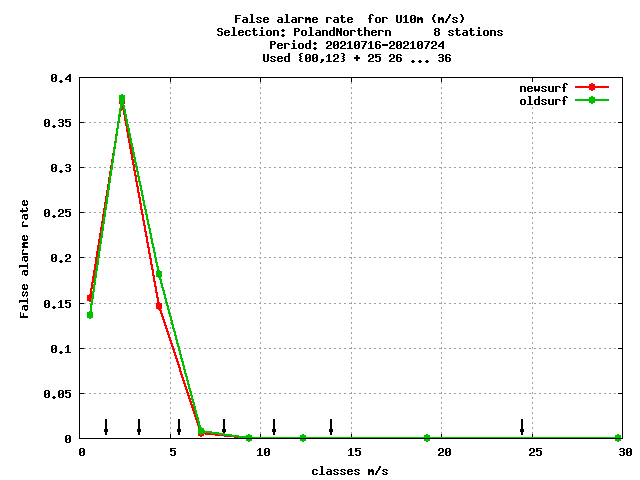 False alarme rate  for U10m (m/s)
Selection: PolandNorthern      8 stations
Period: 20210716-20210724
Used {00,12} + 25 26 ... 36
newsurf
oldsurf
0.4
0.35
0.3
0.25
0.2
0.15
0.1
0.05
0
False alarme rate
0 5 10 15 20 25 30
classes m/s